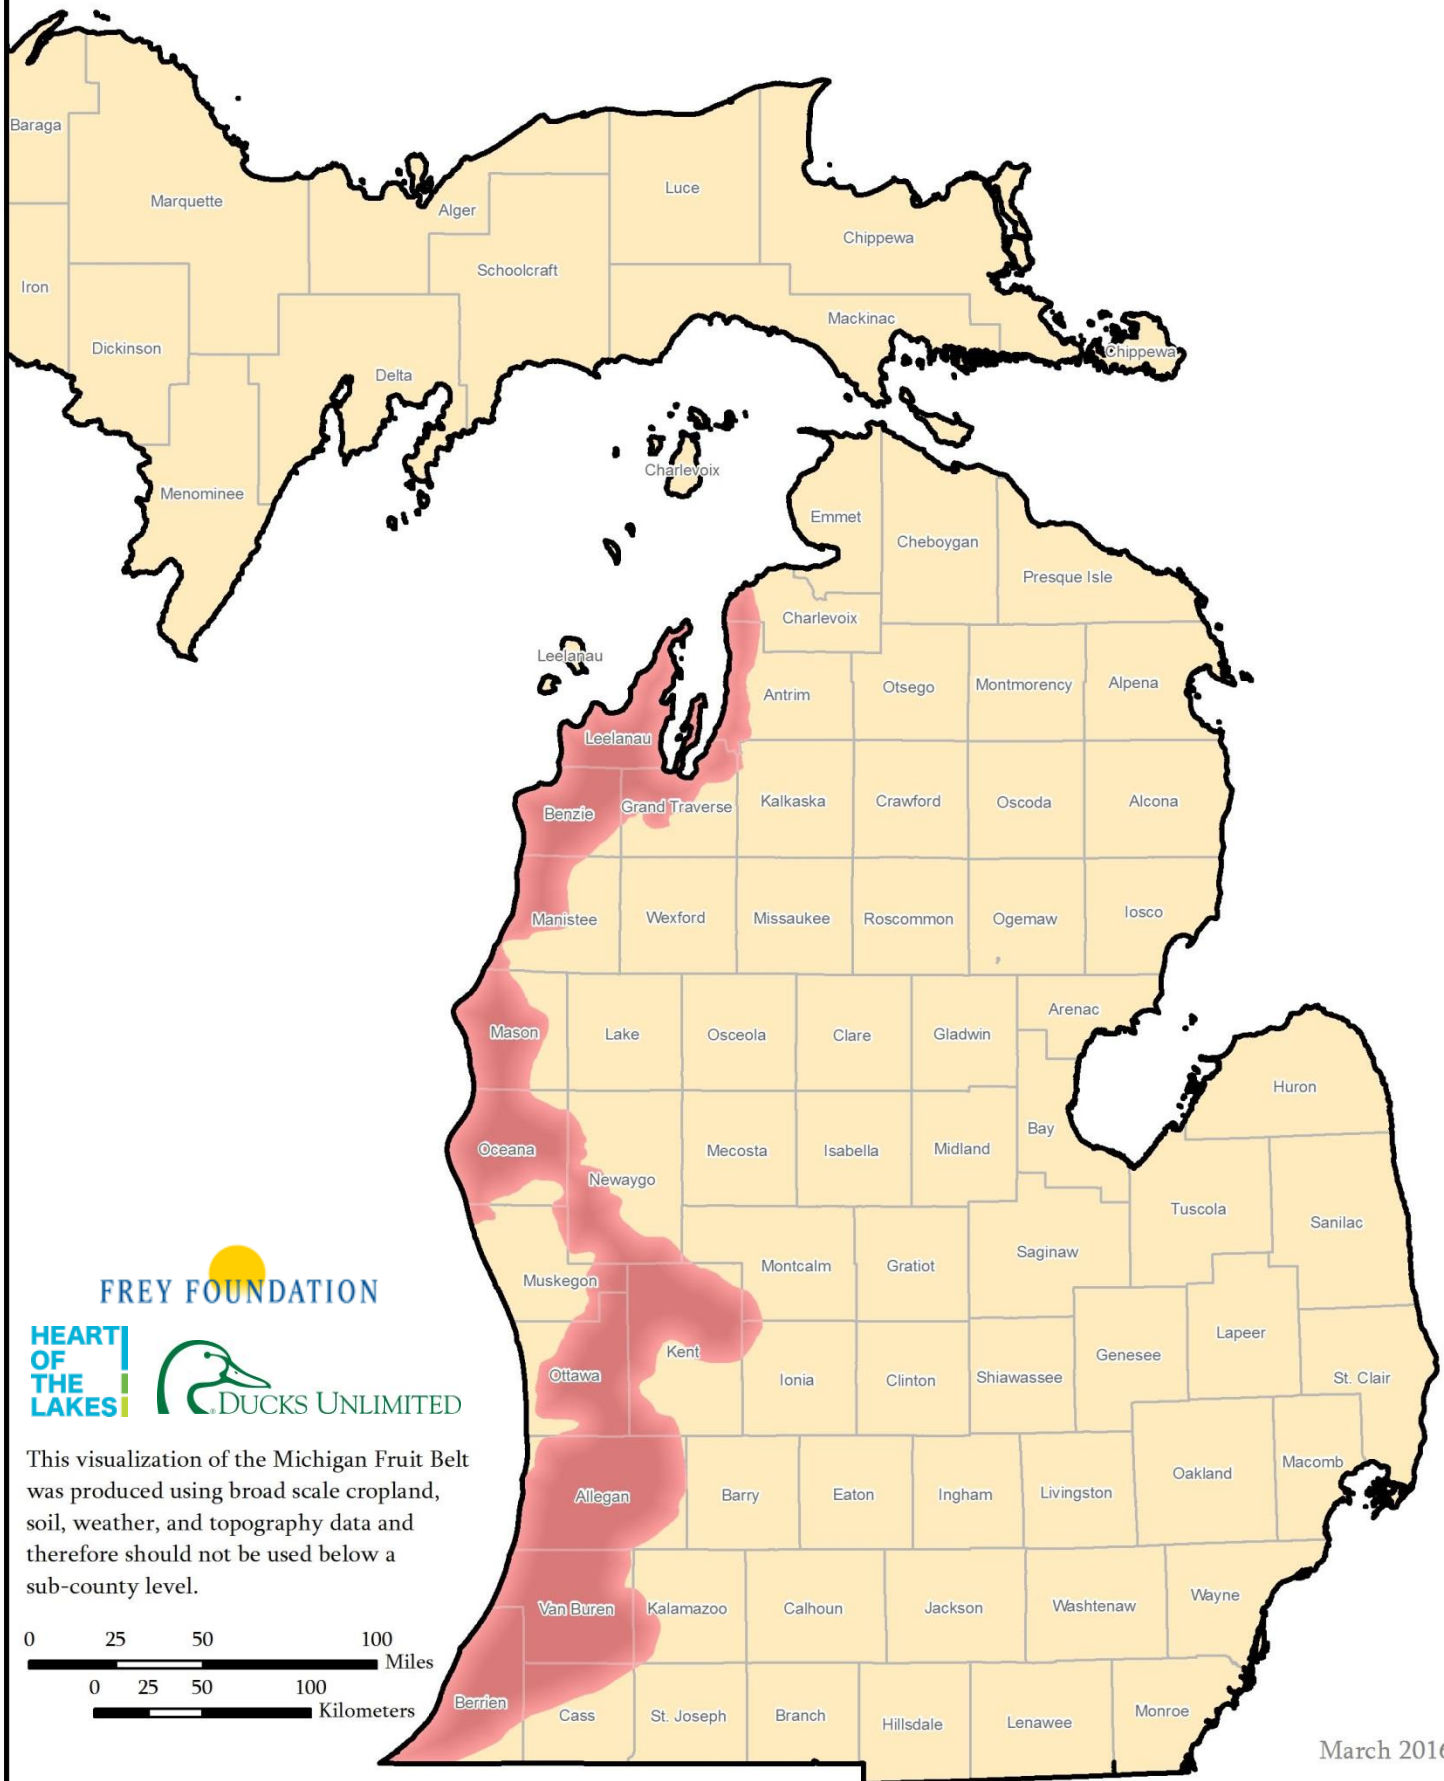 Baraga
Marquette
Alger
Luce
Chippewa
Schoolcraft
Iron
Mackinac
Dickinson
Chippewa
Delta
Charlevoix
Menominee
Emmet
Cheboygan
Presque Isle
Charlevoix
Leelanau
Antrim
Otsego
Montmorency
Alpena
Leelanau
Benzie
Grand Traverse
Kalkaska
Crawford
Oscoda
Alcona
Manistee
Wexford
Missaukee
Roscommon
Ogemaw
Iosco
Mason
Lake
Osceola
Clare
Gladwin
Arenac
Huron
Oceana
Newaygo
Mecosta
Isabella
Midland
Bay
Tuscola
Sanilac
Muskegon
Montcalm
Gratiot
Saginaw
Ottawa
Kent
Ionia
Clinton
Shiawassee
Genesee
Lapeer
St. Clair
Allegan
Barry
Eaton
Ingham
Livingston
Oakland
Macomb
Van Buren
Kalamazoo
Calhoun
Jackson
Washtenaw
Wayne
Berrien
Cass
St. Joseph
Branch
Hillsdale
Lenawee
Monroe
FREY FOUNDATION
HEART
OF
THE
LAKES
DUCKS UNLIMITED
This visualization of the Michigan Fruit Belt
was produced using broad scale cropland,
soil, weather, and topography data and
therefore should not be used below a
sub-county level.
0 25 50 100
Miles
0 25 50 100
Kilometers
March 2016